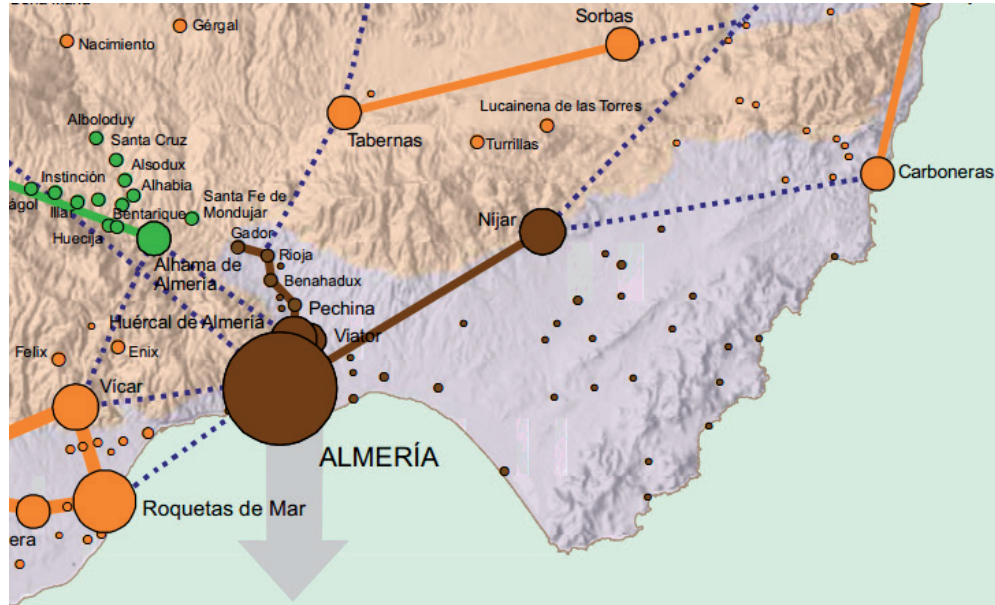 Gérgal
Sorbas
Nacimiento
Lucainena de las Torres
Alboloduy
Tabernas
Santa Cruz
Turrillas
Alsodux
Instinción
Alhabia
Carboneras
Santa Fe de
Mondujar
Illar
Bentarique
Níjar
Huecija
Gador
Rioja
Alhama de
Almería
Benahadux
Pechina
Huércal de Almería
Viator
Felix
Enix
Vícar
ALMERÍA
Roquetas de Mar
era